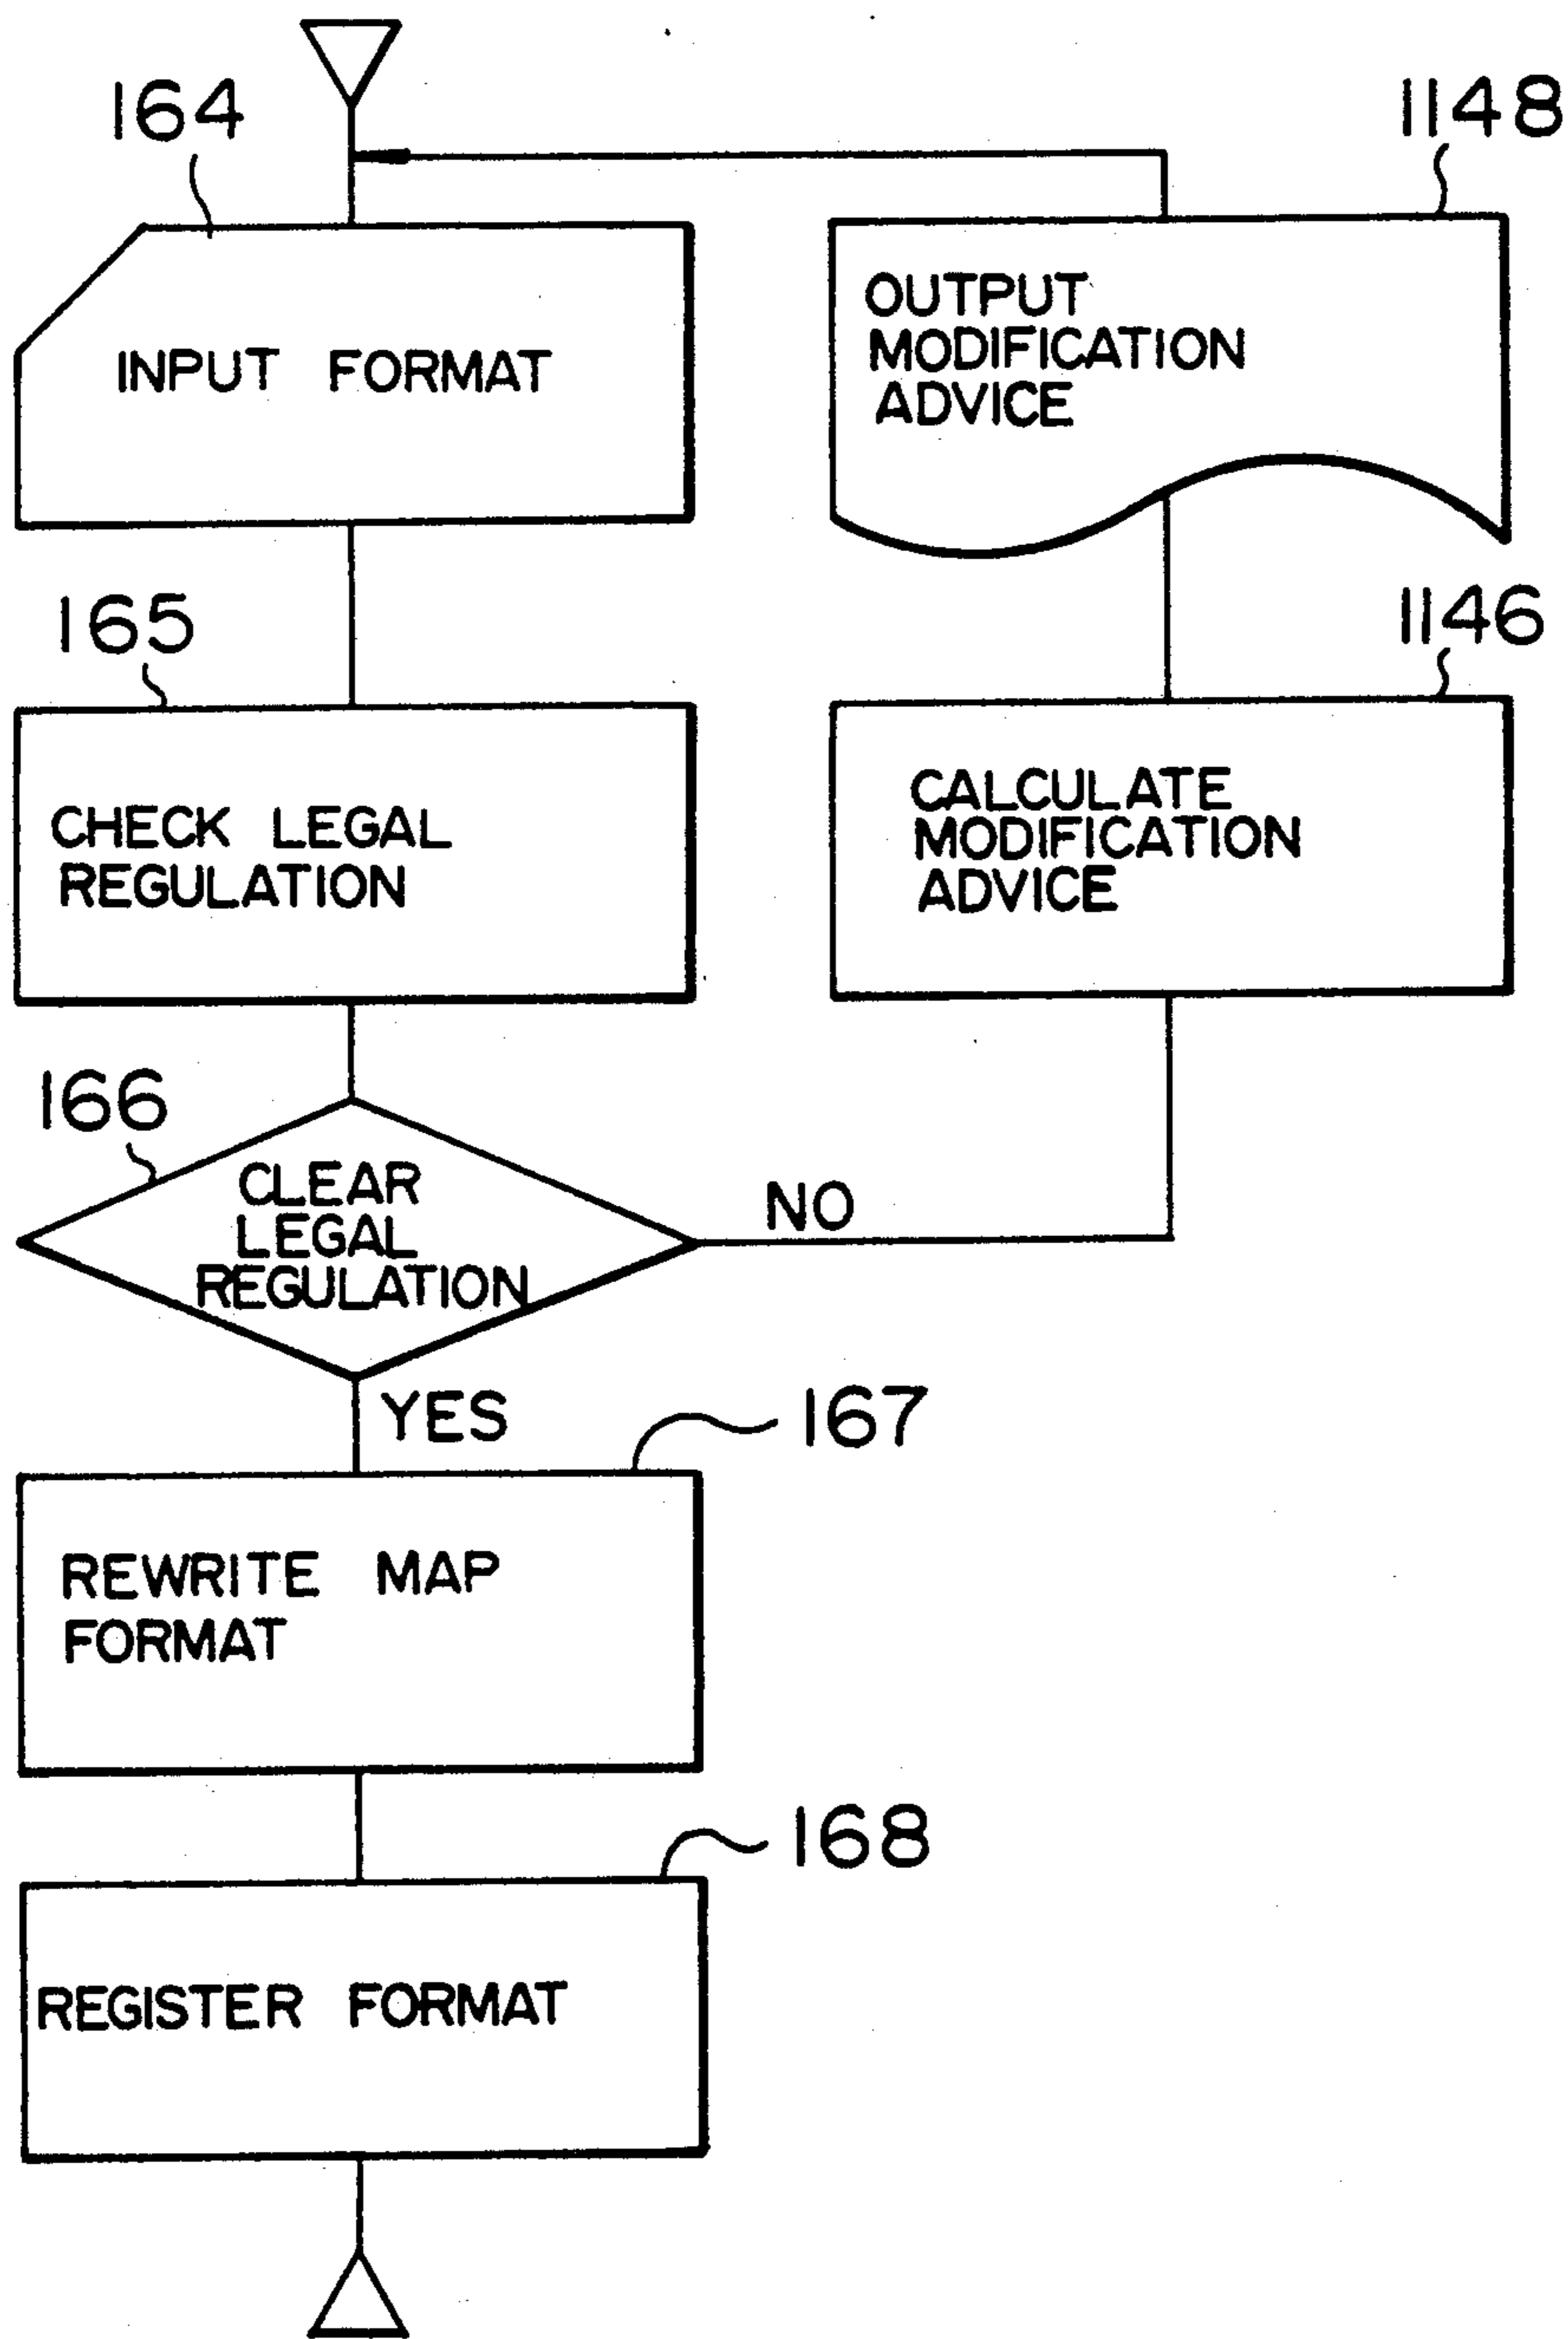 164
INPUT FORMAT
1148
OUTPUT
MODIFICATION
ADVICE
165
CHECK LEGAL
REGULATION
1146
CALCULATE
MODIFICATION
ADVICE
166
CLEAR
LEGAL
REGULATION
NO
YES
167
REWRITE MAP
FORMAT
168
REGISTER FORMAT